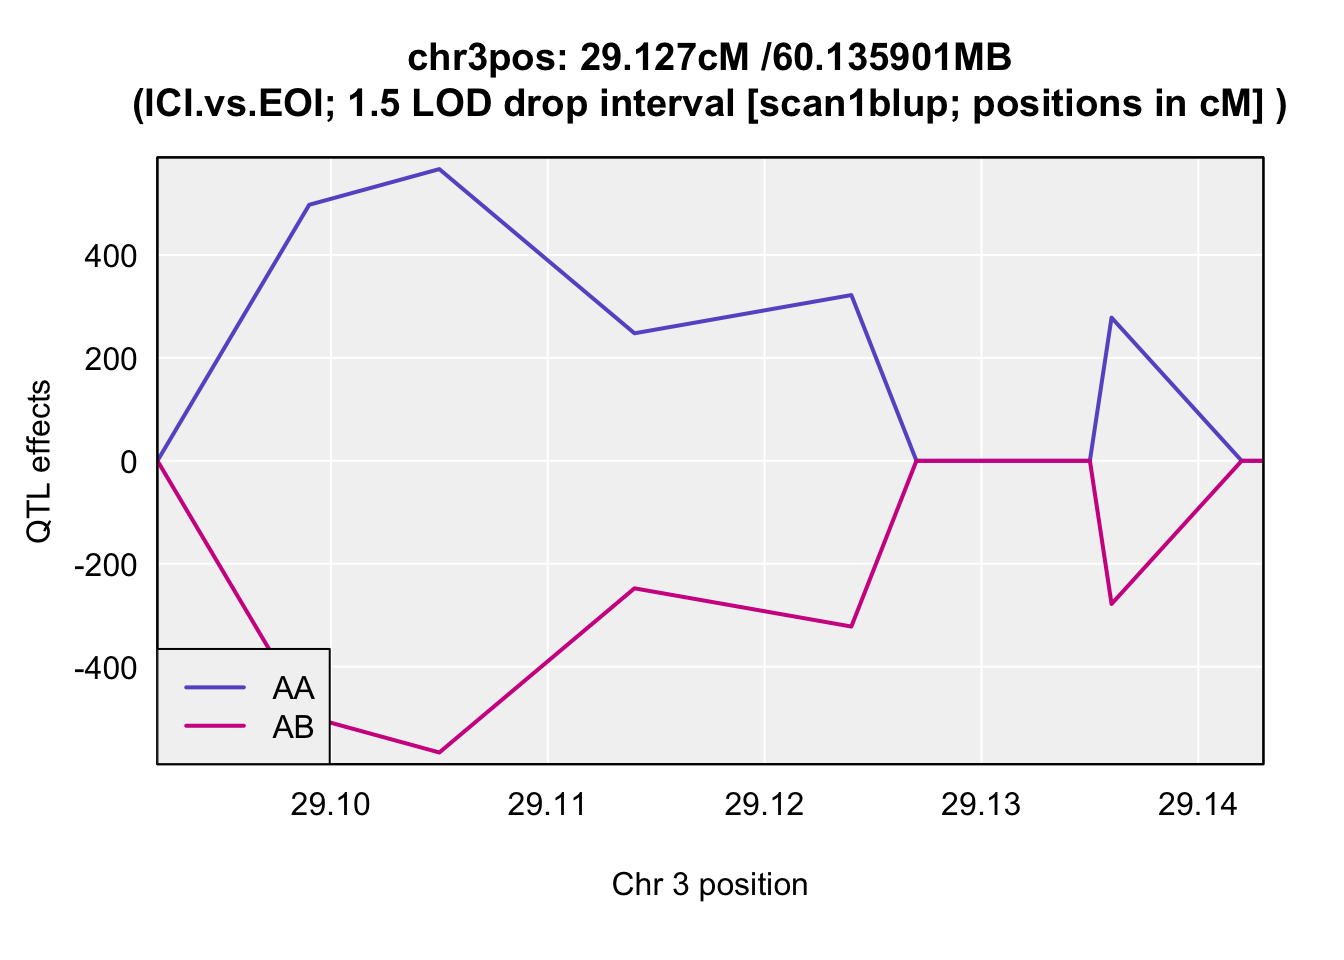 chr3pos: 29.127cM /60.135901MB
(ICI.vs.EOI; 1.5 LOD drop interval [scan1blup; positions in cM] )
QTL effects
400
200
0
-200
-400
AA
AB
29.10 29.11 29.12 29.13 29.14
Chr 3 position